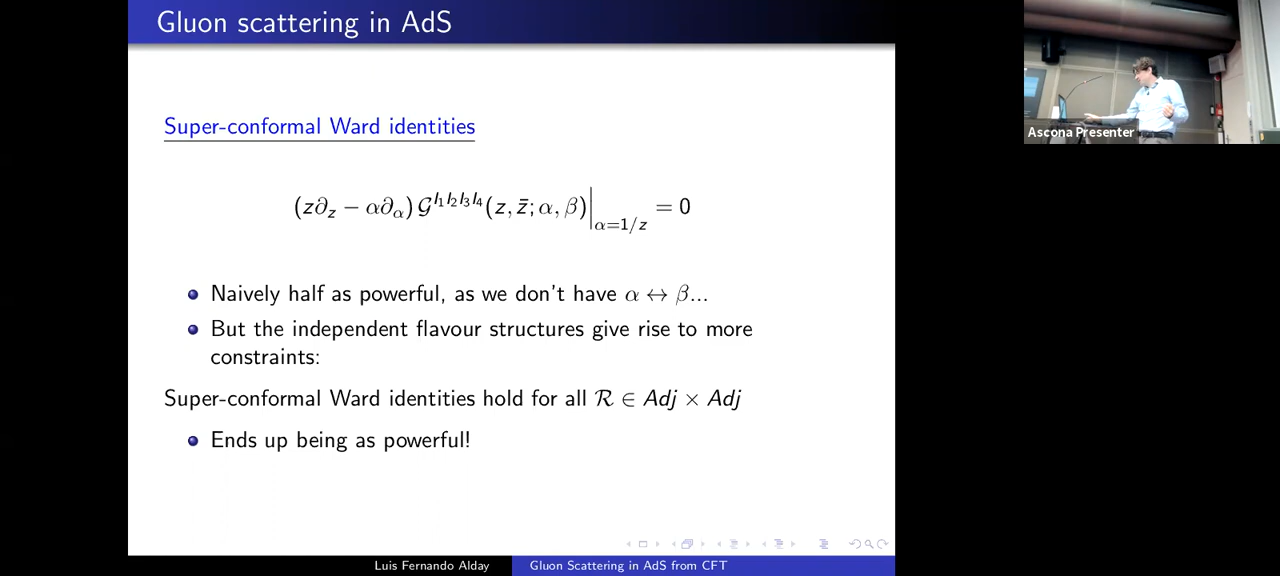 Gluon scattering in AdS
Ascona Presenter
Super-conformal Ward identities
(z∂_z − α∂_α) 𝒢^{I₁I₂I₃I₄}(z, z̄; α, β)|_{α=1/z} = 0
Naively half as powerful, as we don't have α ↔ β...
But the independent flavour structures give rise to more
constraints:
Super-conformal Ward identities hold for all ℛ ∈ Adj × Adj
Ends up being as powerful!
Luis Fernando Alday
Gluon Scattering in AdS from CFT